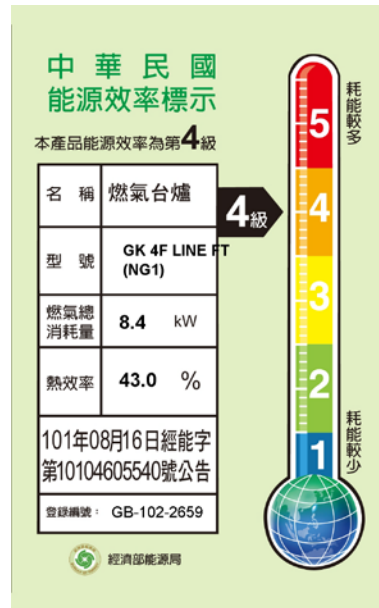 中華民國
能源效率標示
本產品能源效率為第4級
名稱 燃氣台爐
型號 GK 4F LINE FT
(NG1)
燃氣總
消耗量 8.4 kW
熱效率 43.0 %
101年08月16日經能字
第10104605540號公告
登錄編號： GB-102-2659
經濟部能源局
4級
耗能較多
5
4
3
2
1
耗能較少